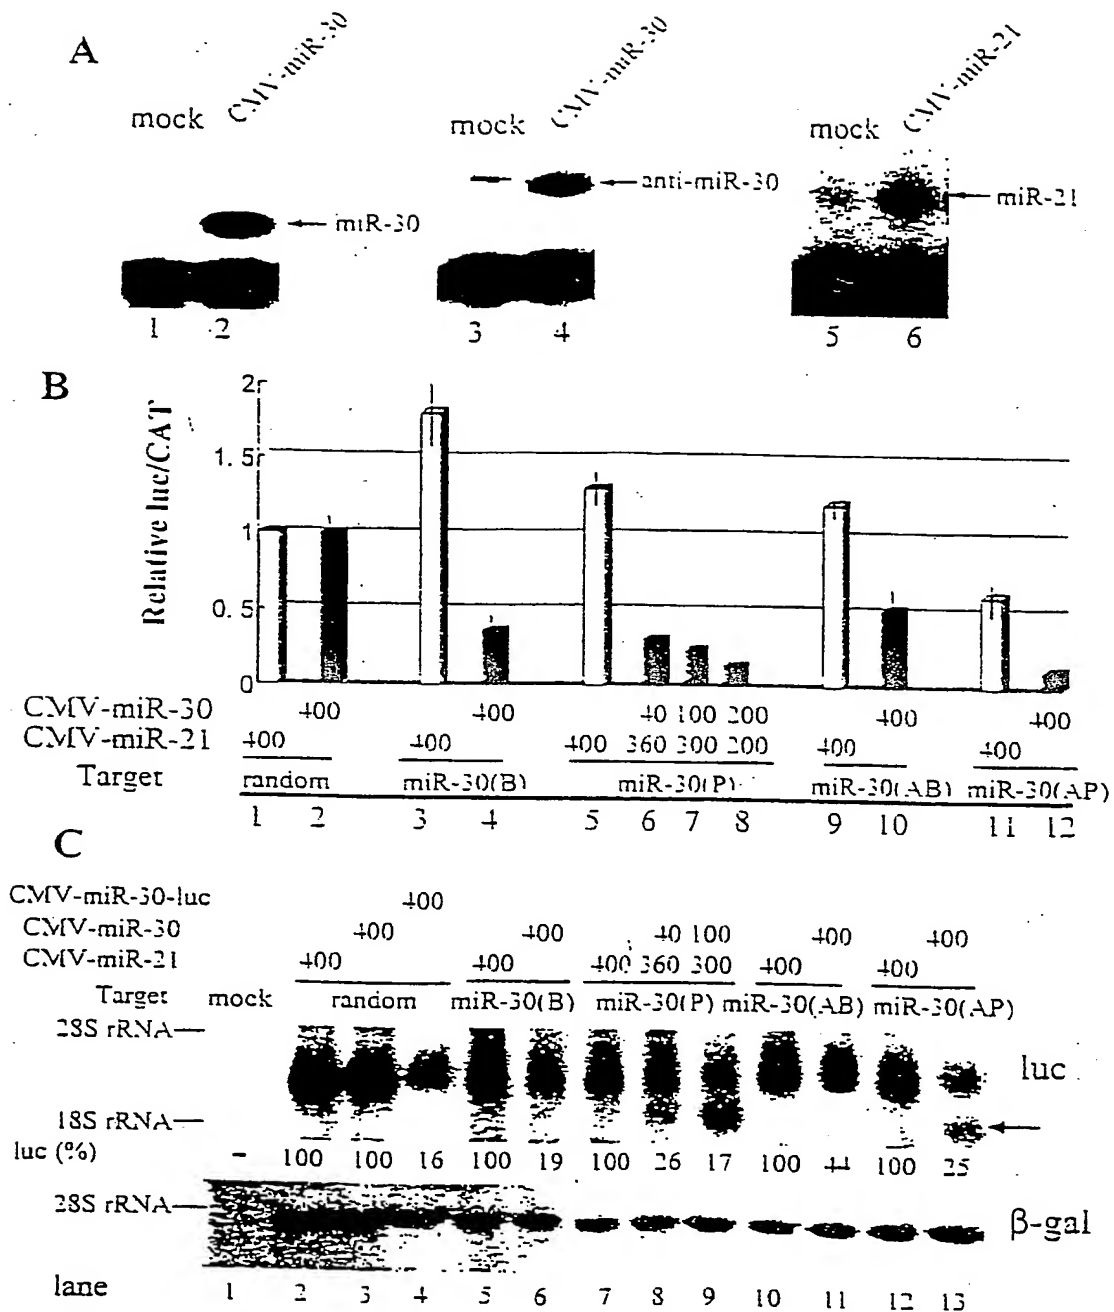 A
mock CMV-miR-30
mock CMV-miR-30
mock CMV-miR-21
miR-30
anti-miR-30
miR-21
1 2
3 4
5 6
B
Relative luc/CAT
2
1.5
1
0.5
0
CMV-miR-30 400 400 40 100 200 400 400
CMV-miR-21 400 400 400 360 300 200 400 400
Target random miR-30(B) miR-30(P) miR-30(AB) miR-30(AP)
1 2 3 4 5 6 7 8 9 10 11 12
C
CMV-miR-30-luc 400
CMV-miR-30 400 400 40 100 400 400
CMV-miR-21 400 400 400 360 300 400 400
Target mock random miR-30(B) miR-30(P) miR-30(AB) miR-30(AP)
28S rRNA
luc
18S rRNA
luc (%) – 100 100 16 100 19 100 26 17 100 44 100 25
28S rRNA
β-gal
lane 1 2 3 4 5 6 7 8 9 10 11 12 13